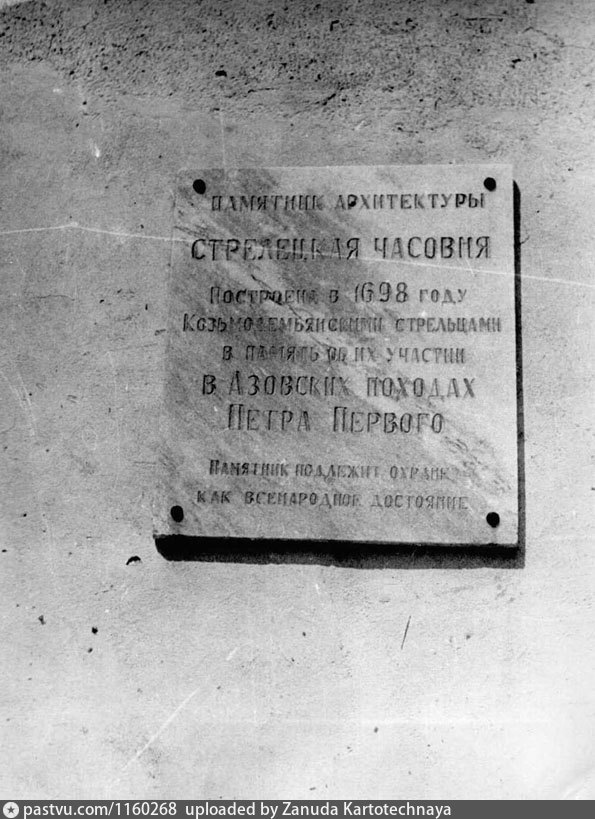 ПАМЯТНИК АРХИТЕКТУРЫ
СТРЕЛЕЦКАЯ ЧАСОВНЯ
ПОСТРОЕНА В 1698 ГОДУ
КОЗЬМОДЕМЬЯНСКИМИ СТРЕЛЬЦАМИ
В ПАМЯТЬ ОБ ИХ УЧАСТИИ
В АЗОВСКИХ ПОХОДАХ
ПЕТРА ПЕРВОГО
ПАМЯТНИК ПОДЛЕЖИТ ОХРАНЕ
КАК ВСЕНАРОДНОЕ ДОСТОЯНИЕ
pastvu.com/1160268 uploaded by Zanuda Kartotechnaya